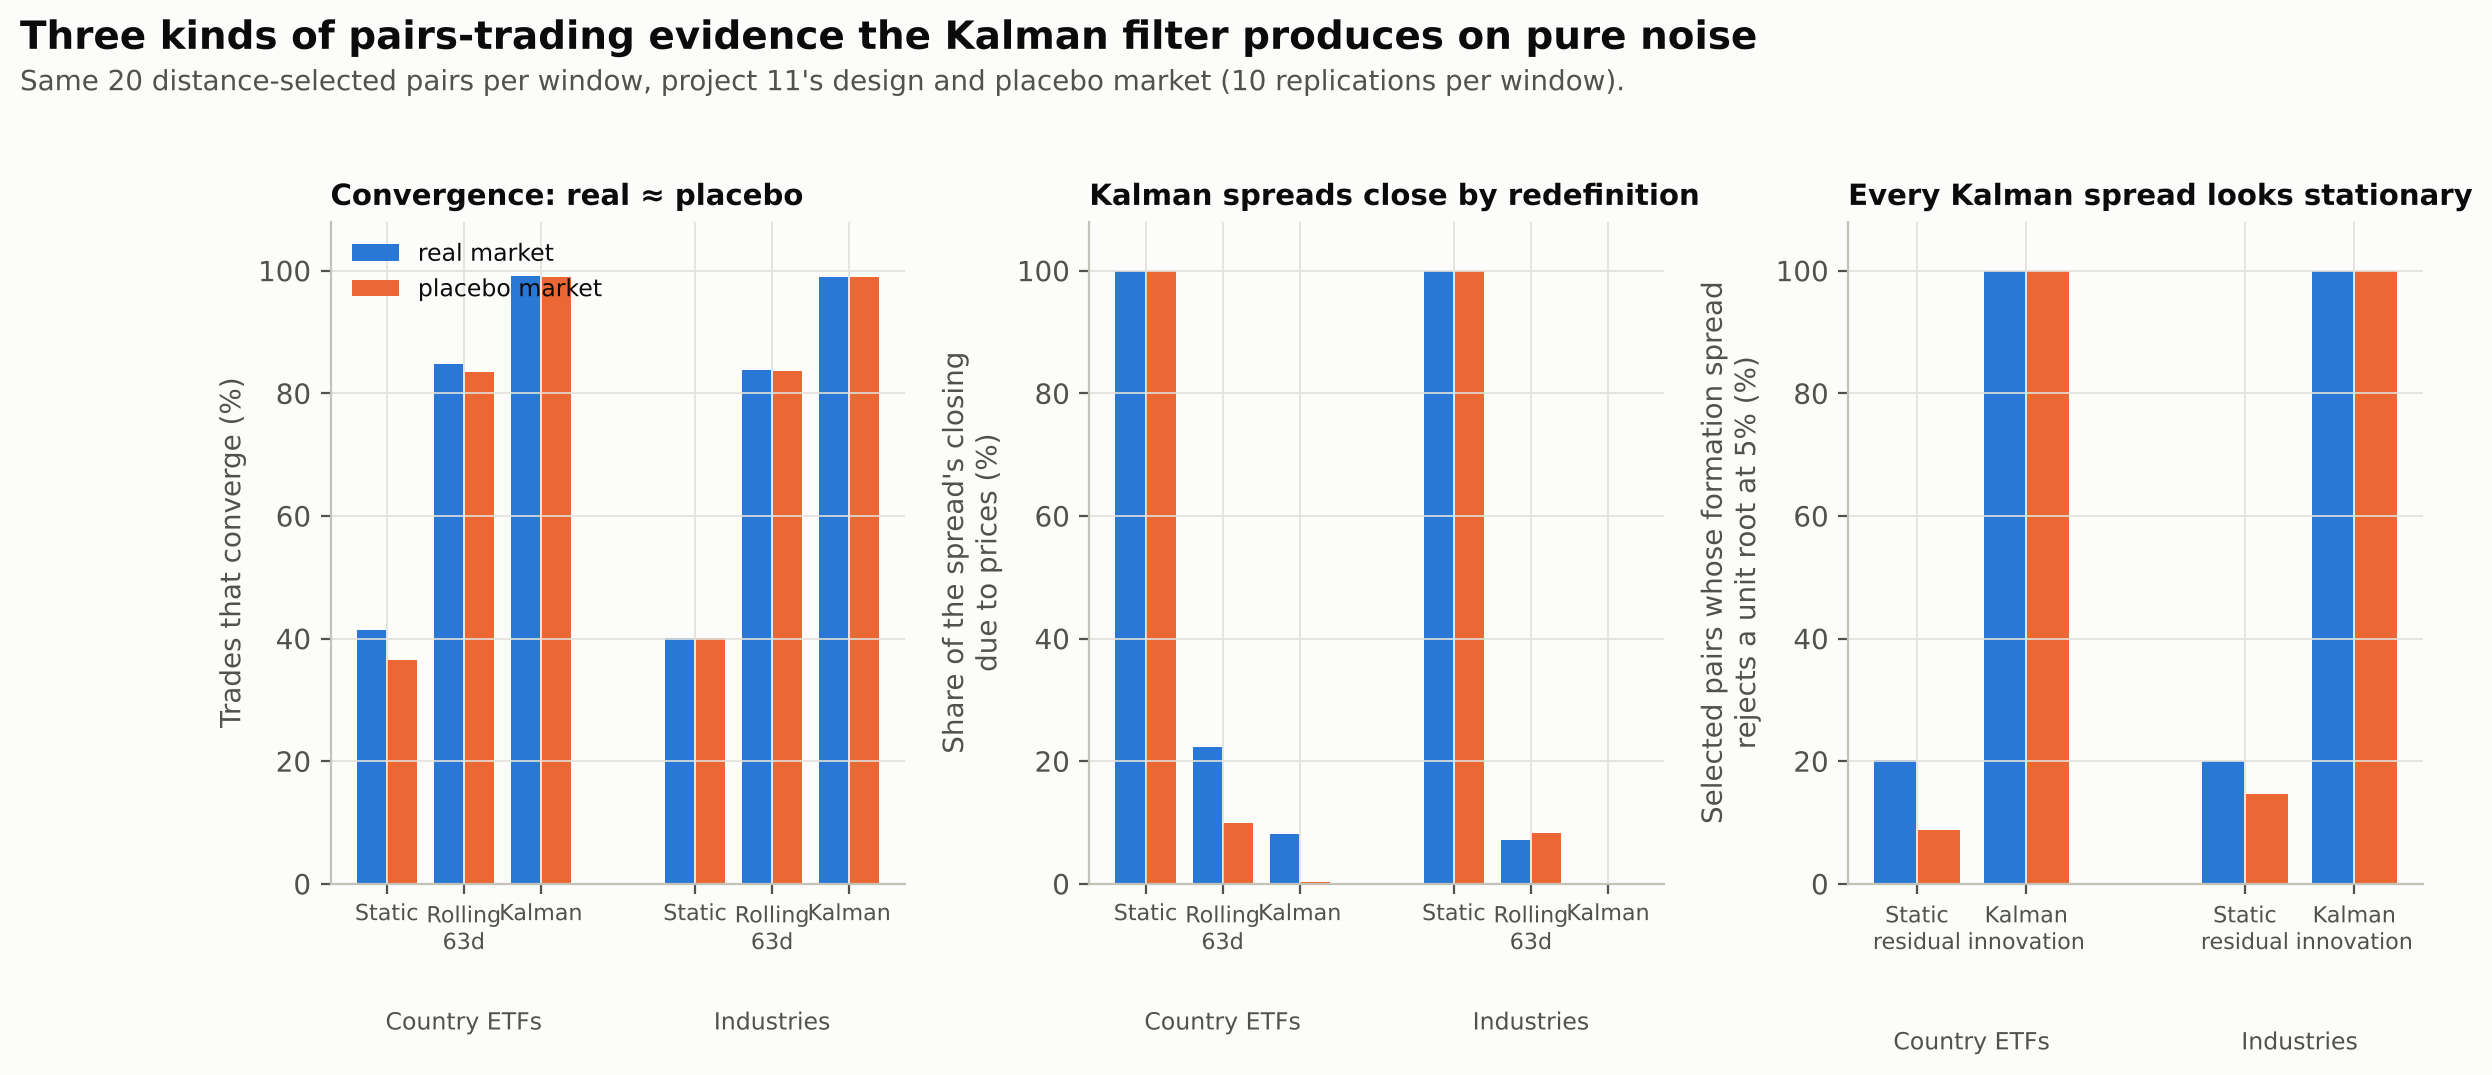 Three kinds of pairs-trading evidence the Kalman filter produces on pure noise
Same 20 distance-selected pairs per window, project 11's design and placebo market (10 replications per window).
Convergence: real ≈ placebo
real market
placebo market
Trades that converge (%)
100
80
60
40
20
0
Static
Rolling
63d
Kalman
Static
Rolling
63d
Kalman
Country ETFs
Industries
Kalman spreads close by redefinition
Share of the spread's closing
due to prices (%)
100
80
60
40
20
0
Static
Rolling
63d
Kalman
Static
Rolling
63d
Kalman
Country ETFs
Industries
Every Kalman spread looks stationary
Selected pairs whose formation spread
rejects a unit root at 5% (%)
100
80
60
40
20
0
Static
residual
Kalman
innovation
Static
residual
Kalman
innovation
Country ETFs
Industries